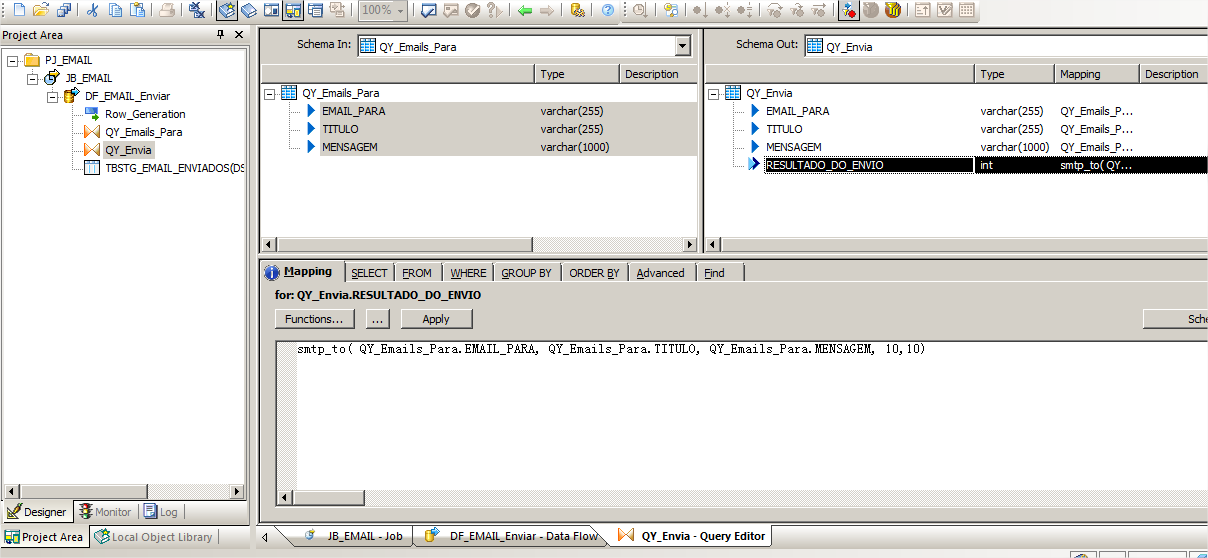 100%
Project Area
PJ_EMAIL
JB_EMAIL
DF_EMAIL_Enviar
Row_Generation
QY_Emails_Para
QY_Envia
TBSTG_EMAIL_ENVIADOS(DS
Designer
Monitor
Log
Project Area
Local Object Library
Schema In:
QY_Emails_Para
Type
Description
QY_Emails_Para
EMAIL_PARA varchar(255)
TITULO varchar(255)
MENSAGEM varchar(1000)
Schema Out:
QY_Envia
Type
Mapping
Description
QY_Envia
EMAIL_PARA varchar(255) QY_Emails_P...
TITULO varchar(255) QY_Emails_P...
MENSAGEM varchar(1000) QY_Emails_P...
RESULTADO_DO_ENVIO int smtp_to( QY...
Mapping
SELECT
FROM
WHERE
GROUP BY
ORDER BY
Advanced
Find
for: QY_Envia.RESULTADO_DO_ENVIO
Functions...
...
Apply
Sche
smtp_to( QY_Emails_Para.EMAIL_PARA, QY_Emails_Para.TITULO, QY_Emails_Para.MENSAGEM, 10,10)
JB_EMAIL - Job
DF_EMAIL_Enviar - Data Flow
QY_Envia - Query Editor